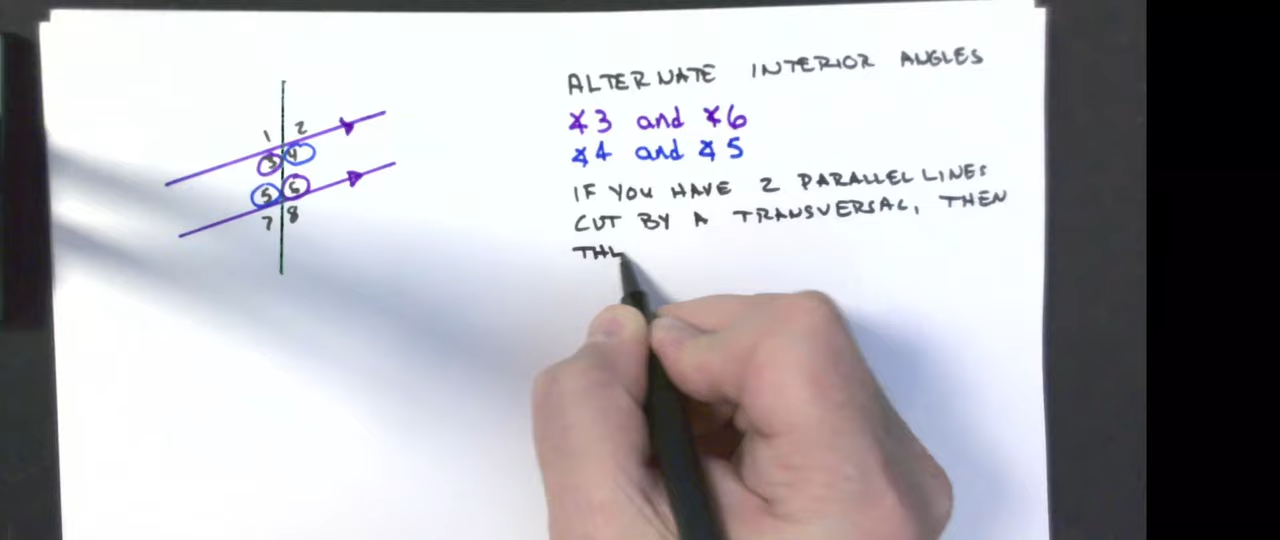 ALTERNATE INTERIOR ANGLES
∡3 and ∡6
∡4 and ∡5
IF YOU HAVE 2 PARALLEL LINES
CUT BY A TRANSVERSAL, THEN
TH
1 2
3 4
5 6
7 8